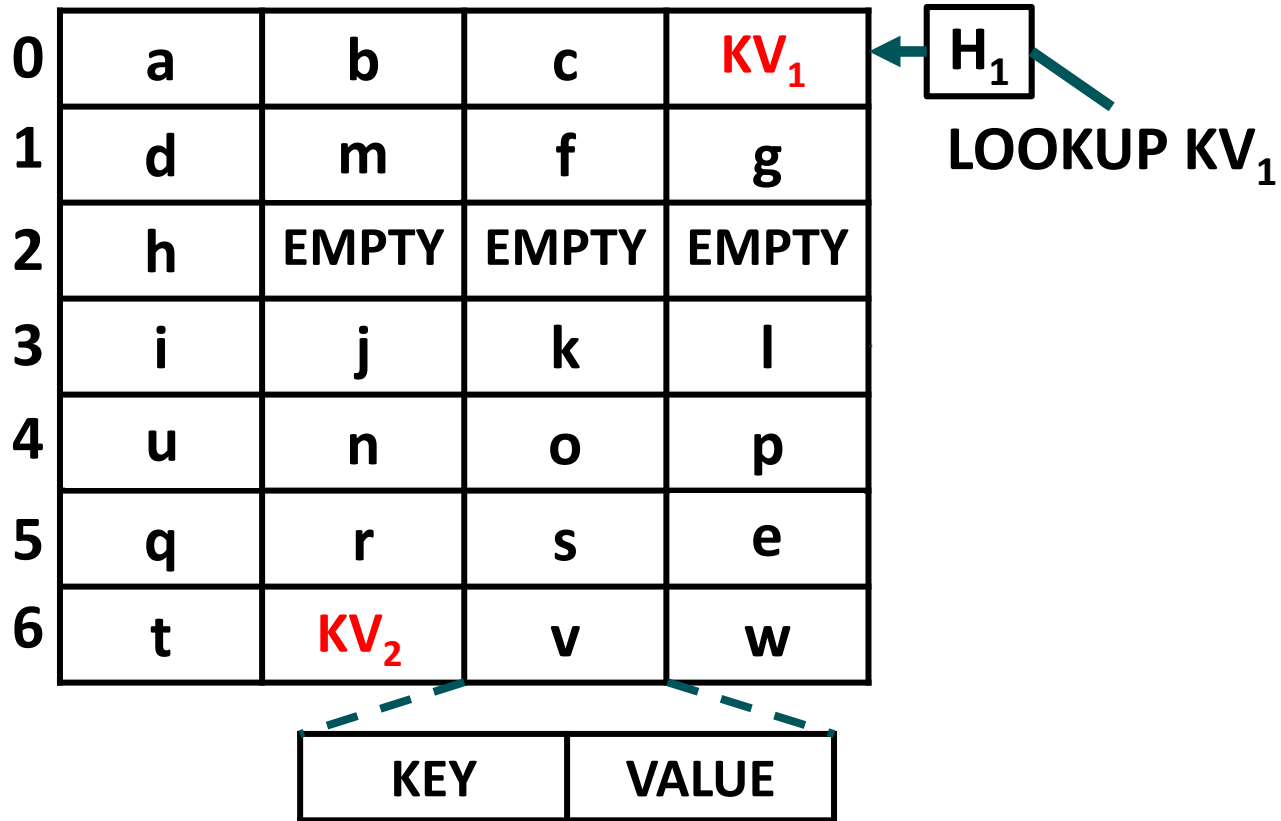 0 a b c KV₁ H₁
1 d m f g LOOKUP KV₁
2 h EMPTY EMPTY EMPTY
3 i j k l
4 u n o p
5 q r s e
6 t KV₂ v w
KEY VALUE